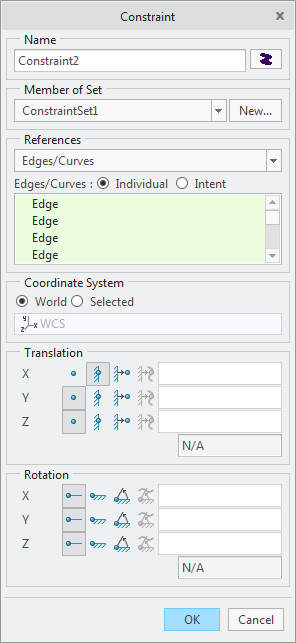 Constraint
Name
Constraint2
Member of Set
ConstraintSet1 New...
References
Edges/Curves
Edges/Curves : Individual Intent
Edge
Edge
Edge
Edge
Coordinate System
World Selected
y x WCS
Translation
X
Y
Z
N/A
Rotation
X
Y
Z
N/A
OK Cancel